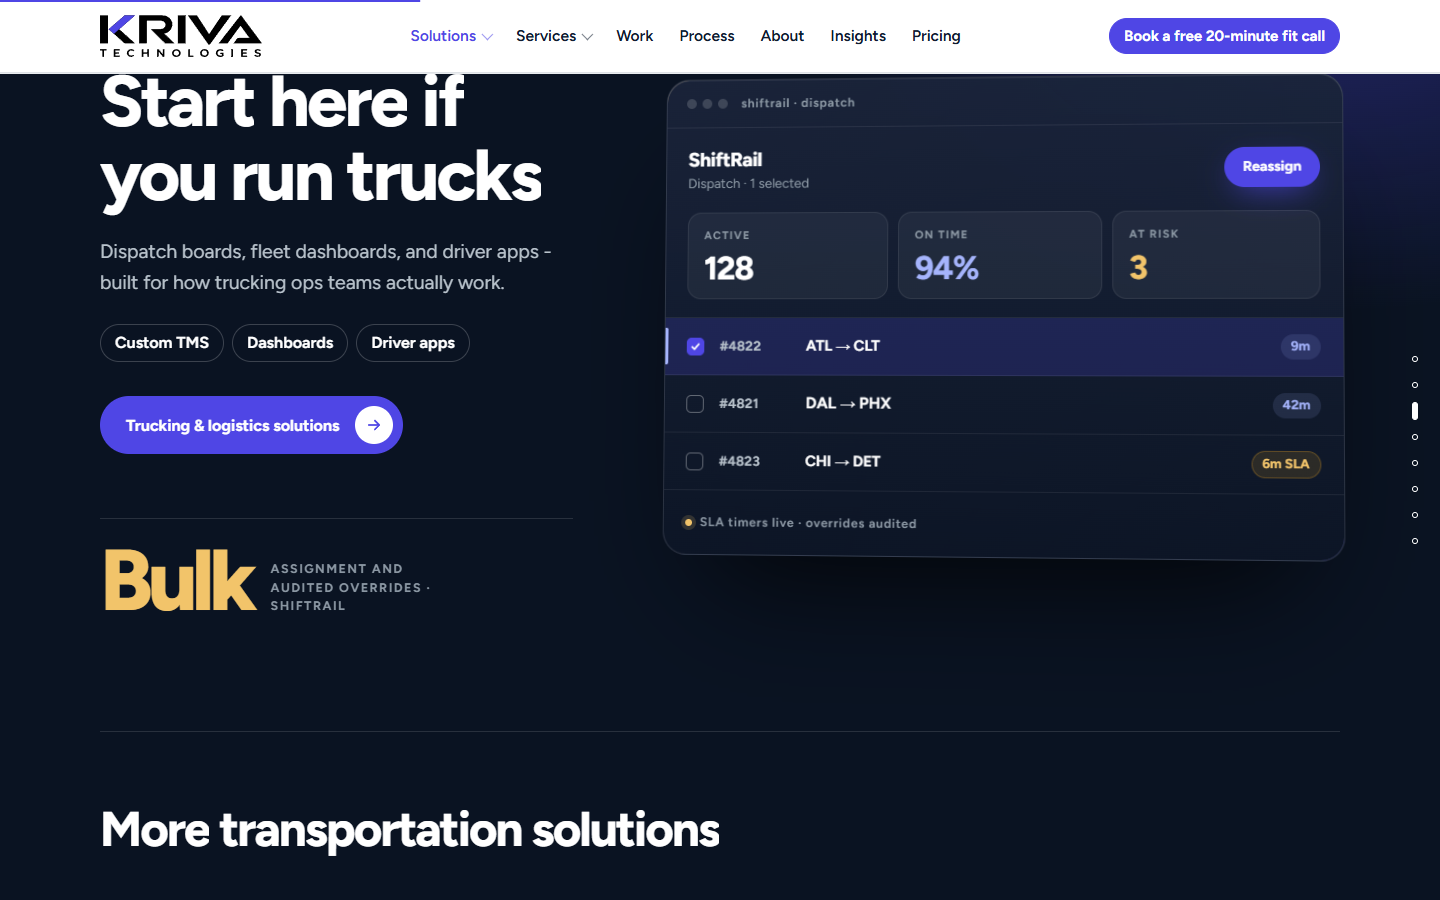 KRIVA
TECHNOLOGIES
Solutions
Services
Work
Process
About
Insights
Pricing
Book a free 20-minute fit call
Start here if
you run trucks
Dispatch boards, fleet dashboards, and driver apps -
built for how trucking ops teams actually work.
Custom TMS
Dashboards
Driver apps
Trucking & logistics solutions
Bulk
ASSIGNMENT AND
AUDITED OVERRIDES ·
SHIFTRAIL
shiftrail · dispatch
ShiftRail
Dispatch · 1 selected
Reassign
ACTIVE
128
ON TIME
94%
AT RISK
3
#4822 ATL → CLT 9m
#4821 DAL → PHX 42m
#4823 CHI → DET 6m SLA
SLA timers live · overrides audited
More transportation solutions